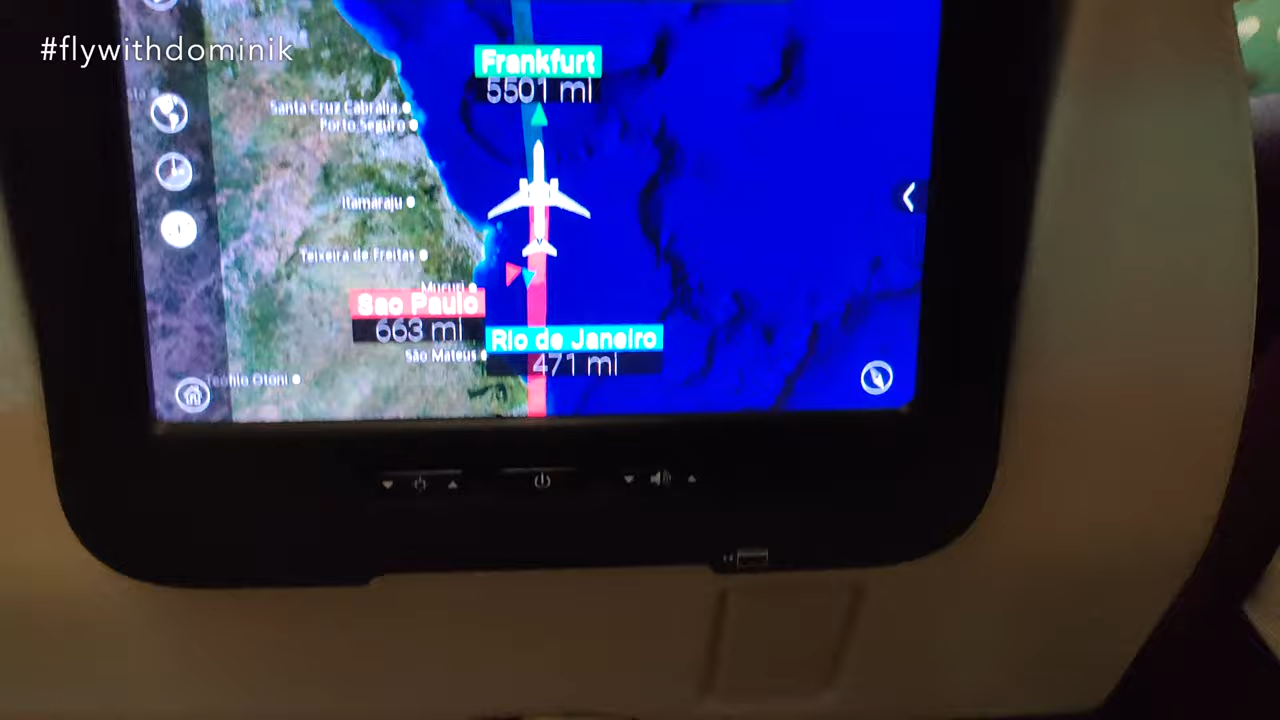 #flywithdominik
Frankfurt
5501 mi
Santa Cruz Cabrália
Porto Seguro
Itamaraju
Teixeira de Freitas
Mucuri
Sao Paulo
663 mi
Rio de Janeiro
471 mi
São Mateus
Teófilo Otoni